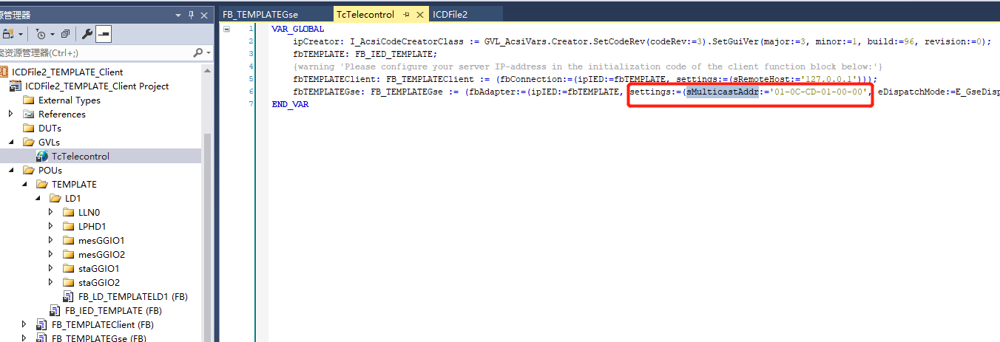 源管理器
FB_TEMPLATEGse
TcTelecontrol
ICDFile2
案资源管理器(Ctrl+;)
ICDFile2_TEMPLATE_Client
ICDFile2_TEMPLATE_Client Project
External Types
References
DUTs
GVLs
TcTelecontrol
POUs
TEMPLATE
LD1
LLN0
LPHD1
mesGGIO1
mesGGIO2
staGGIO1
staGGIO2
FB_LD_TEMPLATELD1 (FB)
FB_IED_TEMPLATE (FB)
FB_TEMPLATEClient (FB)
FB_TEMPLATEGse (FB)
1 VAR_GLOBAL
2 ipCreator: I_AcsiCodeCreatorClass := GVL_AcsiVars.Creator.SetCodeRev(codeRev:=3).SetGuiVer(major:=3, minor:=1, build:=96, revision:=0);
3 fbTEMPLATE: FB_IED_TEMPLATE;
4 {warning 'Please configure your server IP-address in the initialization code of the client function block below:'}
5 fbTEMPLATEClient: FB_TEMPLATEClient := (fbConnection:=(ipIED:=fbTEMPLATE, settings:=(sRemoteHost:='127.0.0.1')));
6 fbTEMPLATEGse: FB_TEMPLATEGse := (fbAdapter:=(ipIED:=fbTEMPLATE, settings:=(sMulticastAddr:='01-0C-CD-01-00-00', eDispatchMode:=E_GseDisp
7 END_VAR